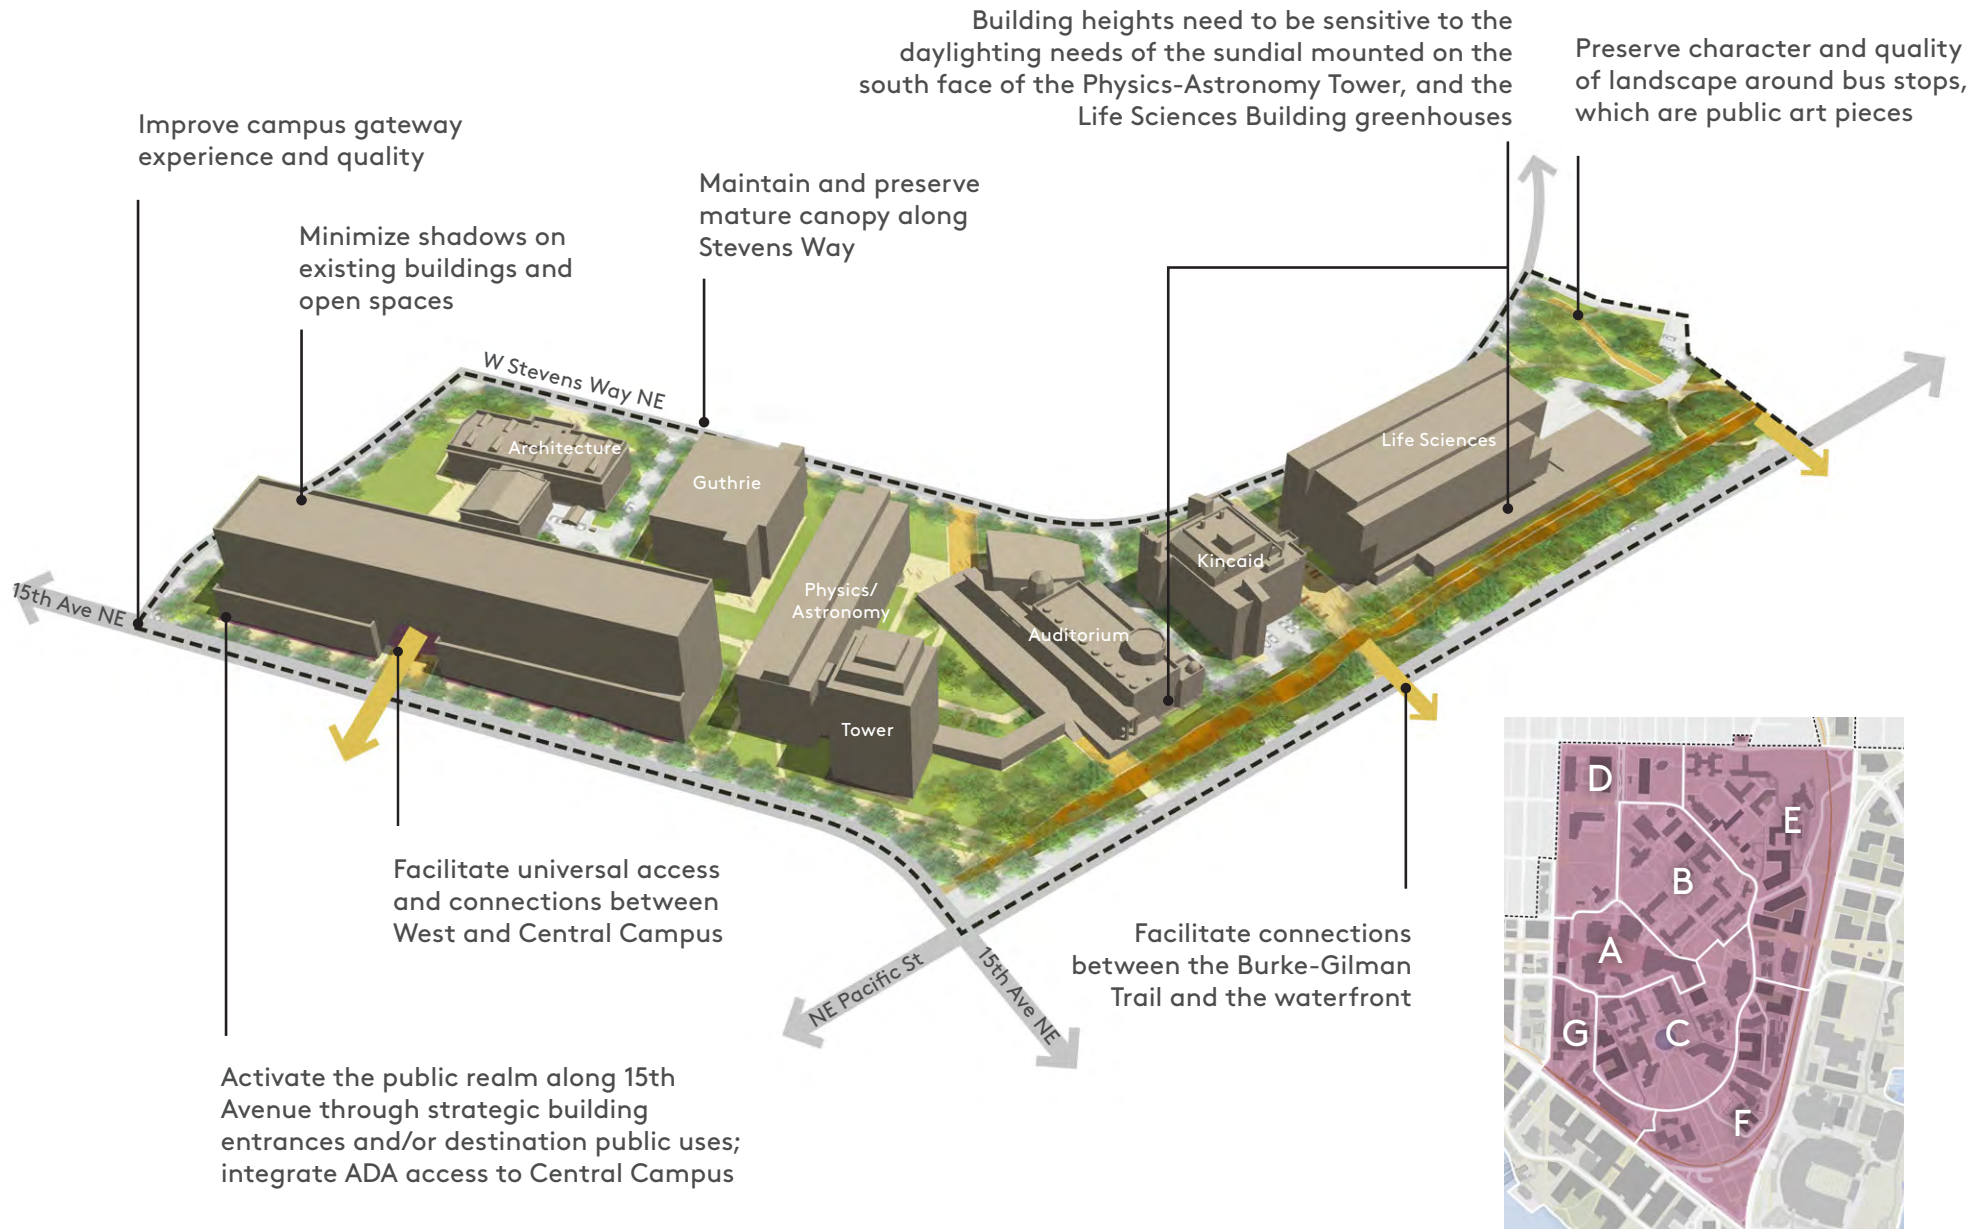 Building heights need to be sensitive to the
daylighting needs of the sundial mounted on the
south face of the Physics-Astronomy Tower, and the
Life Sciences Building greenhouses
Preserve character and quality
of landscape around bus stops,
which are public art pieces
Improve campus gateway
experience and quality
Maintain and preserve
mature canopy along
Stevens Way
Minimize shadows on
existing buildings and
open spaces
W Stevens Way NE
Architecture
Guthrie
Life Sciences
Kincaid
Physics/
Astronomy
15th Ave NE
Auditorium
Tower
Facilitate universal access
and connections between
West and Central Campus
Facilitate connections
between the Burke-Gilman
Trail and the waterfront
NE Pacific St
15th Ave NE
Activate the public realm along 15th
Avenue through strategic building
entrances and/or destination public uses;
integrate ADA access to Central Campus
D
E
B
A
G
C
F